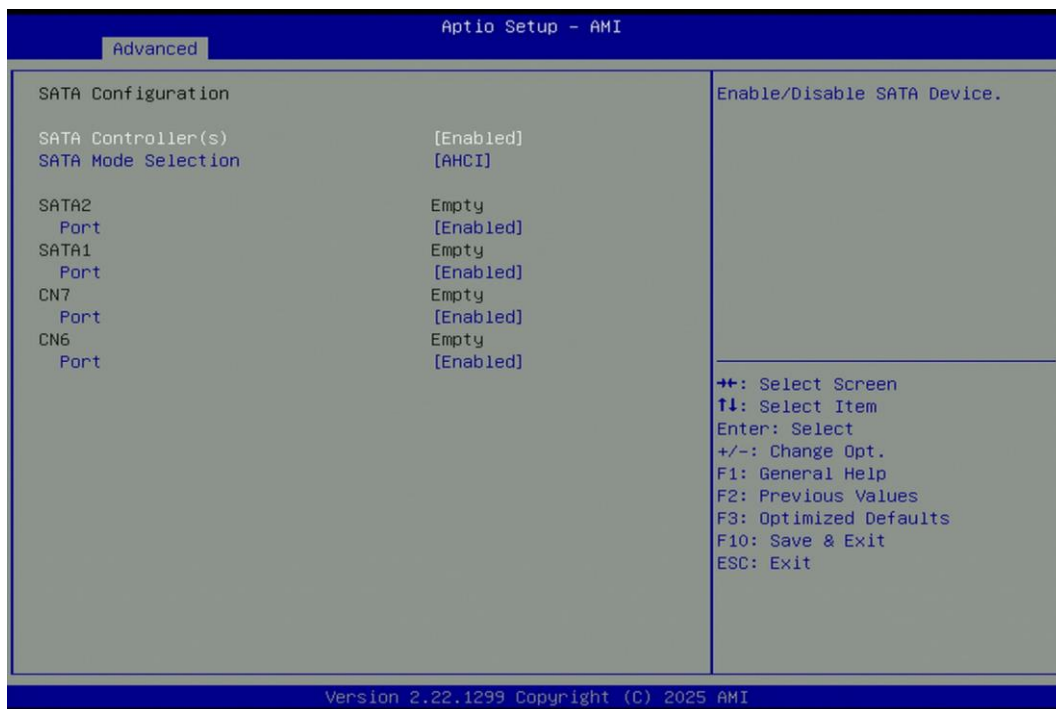 Aptio Setup – AMI
Advanced
SATA Configuration
SATA Controller(s) [Enabled]
SATA Mode Selection [AHCI]
SATA2 Empty
Port [Enabled]
SATA1 Empty
Port [Enabled]
CN7 Empty
Port [Enabled]
CN6 Empty
Port [Enabled]
Enable/Disable SATA Device.
→←: Select Screen
↑↓: Select Item
Enter: Select
+/-: Change Opt.
F1: General Help
F2: Previous Values
F3: Optimized Defaults
F10: Save & Exit
ESC: Exit
Version 2.22.1299 Copyright (C) 2025 AMI